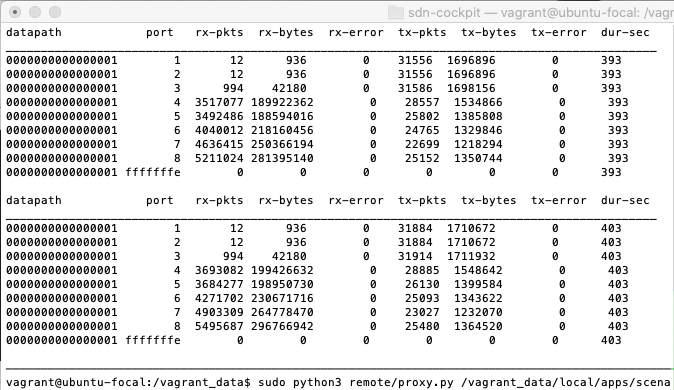 sdn-cockpit — vagrant@ubuntu-focal: /vagr
datapath port rx-pkts rx-bytes rx-error tx-pkts tx-bytes tx-error dur-sec
0000000000000001 1 12 936 0 31556 1696896 0 393
0000000000000001 2 12 936 0 31556 1696896 0 393
0000000000000001 3 994 42180 0 31586 1698156 0 393
0000000000000001 4 3517077 189922362 0 28557 1534866 0 393
0000000000000001 5 3492486 188594016 0 25802 1385808 0 393
0000000000000001 6 4040012 218160456 0 24765 1329846 0 393
0000000000000001 7 4636415 250366194 0 22699 1218294 0 393
0000000000000001 8 5211024 281395140 0 25152 1350744 0 393
0000000000000001 fffffffe 0 0 0 0 0 0 393
datapath port rx-pkts rx-bytes rx-error tx-pkts tx-bytes tx-error dur-sec
0000000000000001 1 12 936 0 31884 1710672 0 403
0000000000000001 2 12 936 0 31884 1710672 0 403
0000000000000001 3 994 42180 0 31914 1711932 0 403
0000000000000001 4 3693082 199426632 0 28885 1548642 0 403
0000000000000001 5 3684277 198950730 0 26130 1399584 0 403
0000000000000001 6 4271702 230671716 0 25093 1343622 0 403
0000000000000001 7 4903309 264778470 0 23027 1232070 0 403
0000000000000001 8 5495687 296766942 0 25480 1364520 0 403
0000000000000001 fffffffe 0 0 0 0 0 0 403
vagrant@ubuntu-focal:/vagrant_data$ sudo python3 remote/proxy.py /vagrant_data/local/apps/scena